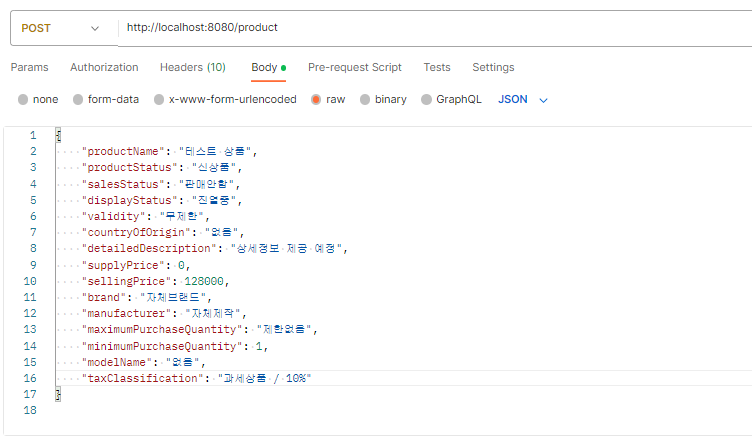 POST http://localhost:8080/product
Params Authorization Headers (10) Body Pre-request Script Tests Settings
none form-data x-www-form-urlencoded raw binary GraphQL JSON
1 {
2 "productName": "테스트 상품",
3 "productStatus": "신상품",
4 "salesStatus": "판매안함",
5 "displayStatus": "진열중",
6 "validity": "무제한",
7 "countryOfOrigin": "없음",
8 "detailedDescription": "상세정보 제공 예정",
9 "supplyPrice": 0,
10 "sellingPrice": 128000,
11 "brand": "자체브랜드",
12 "manufacturer": "자체제작",
13 "maximumPurchaseQuantity": "제한없음",
14 "minimumPurchaseQuantity": 1,
15 "modelName": "없음",
16 "taxClassification": "과세상품 / 10%"
17 }
18